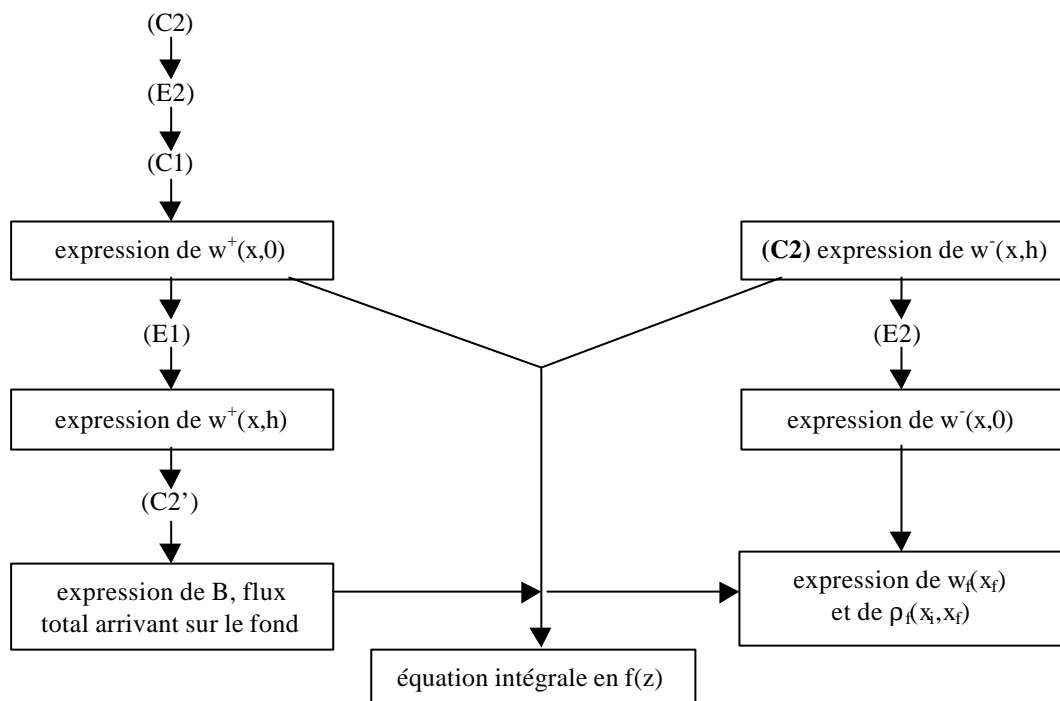 (C2)
(E2)
(C1)
expression de w⁺(x,0)
(C2) expression de w⁻(x,h)
(E1)
(E2)
expression de w⁺(x,h)
expression de w⁻(x,0)
(C2’)
expression de B, flux
total arrivant sur le fond
expression de w_f(x_f)
et de ρ_f(x_i,x_f)
équation intégrale en f(z)